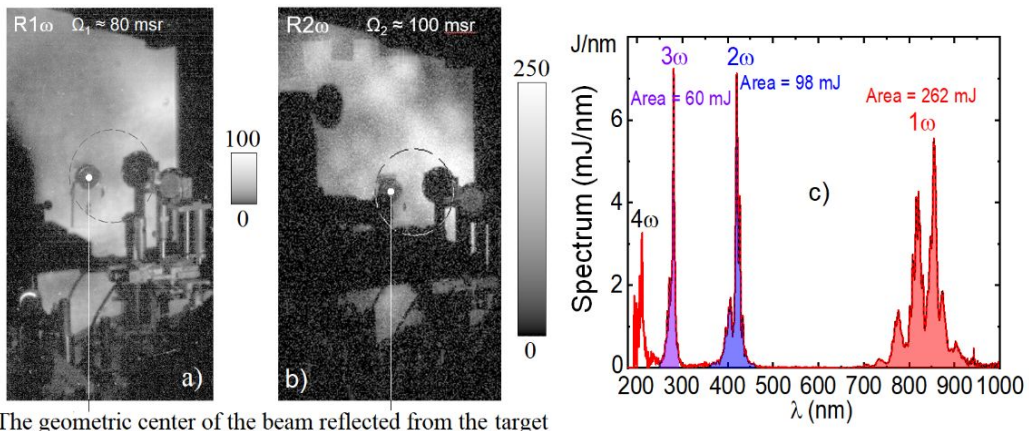 R1ω Ω₁ ≈ 80 msr
100
0
a)
R2ω Ω₂ ≈ 100 msr
250
0
b)
The geometric center of the beam reflected from the target
J/nm
Spectrum (mJ/nm)
6
4
2
0
3ω
Area = 60 mJ
2ω
Area = 98 mJ
Area = 262 mJ
1ω
4ω
c)
200 300 400 500 600 700 800 900 1000
λ (nm)